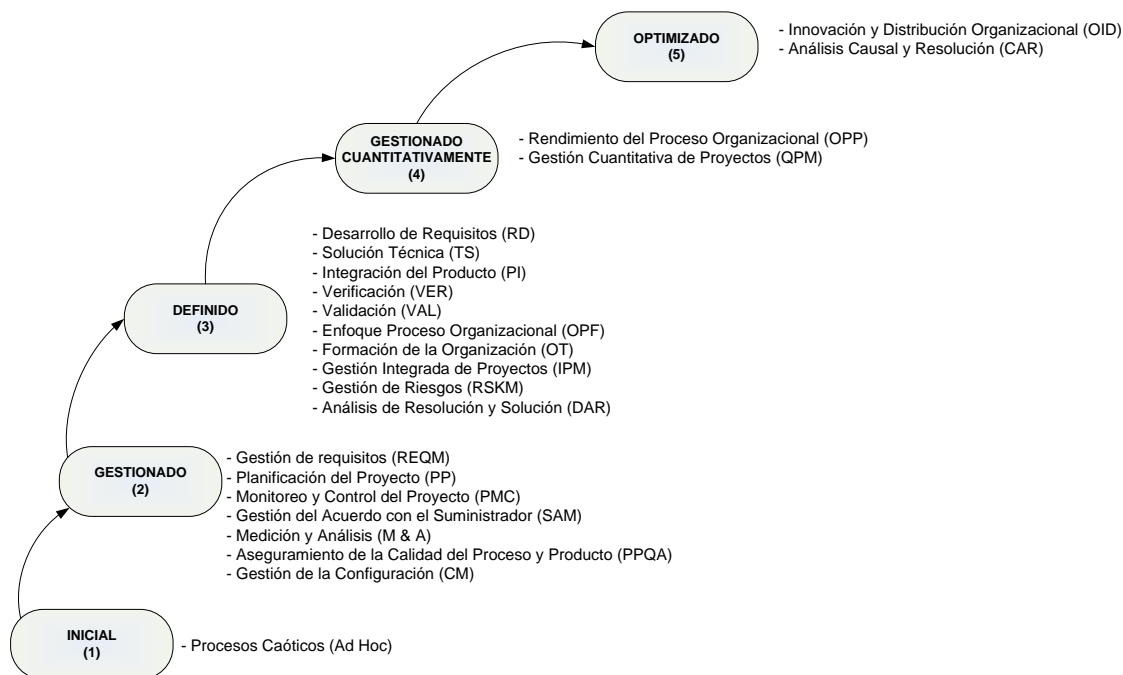 OPTIMIZADO
(5)
- Innovación y Distribución Organizacional (OID)
- Análisis Causal y Resolución (CAR)
GESTIONADO
CUANTITATIVAMENTE
(4)
- Rendimiento del Proceso Organizacional (OPP)
- Gestión Cuantitativa de Proyectos (QPM)
DEFINIDO
(3)
- Desarrollo de Requisitos (RD)
- Solución Técnica (TS)
- Integración del Producto (PI)
- Verificación (VER)
- Validación (VAL)
- Enfoque Proceso Organizacional (OPF)
- Formación de la Organización (OT)
- Gestión Integrada de Proyectos (IPM)
- Gestión de Riesgos (RSKM)
- Análisis de Resolución y Solución (DAR)
GESTIONADO
(2)
- Gestión de requisitos (REQM)
- Planificación del Proyecto (PP)
- Monitoreo y Control del Proyecto (PMC)
- Gestión del Acuerdo con el Suministrador (SAM)
- Medición y Análisis (M & A)
- Aseguramiento de la Calidad del Proceso y Producto (PPQA)
- Gestión de la Configuración (CM)
INICIAL
(1)
- Procesos Caóticos (Ad Hoc)